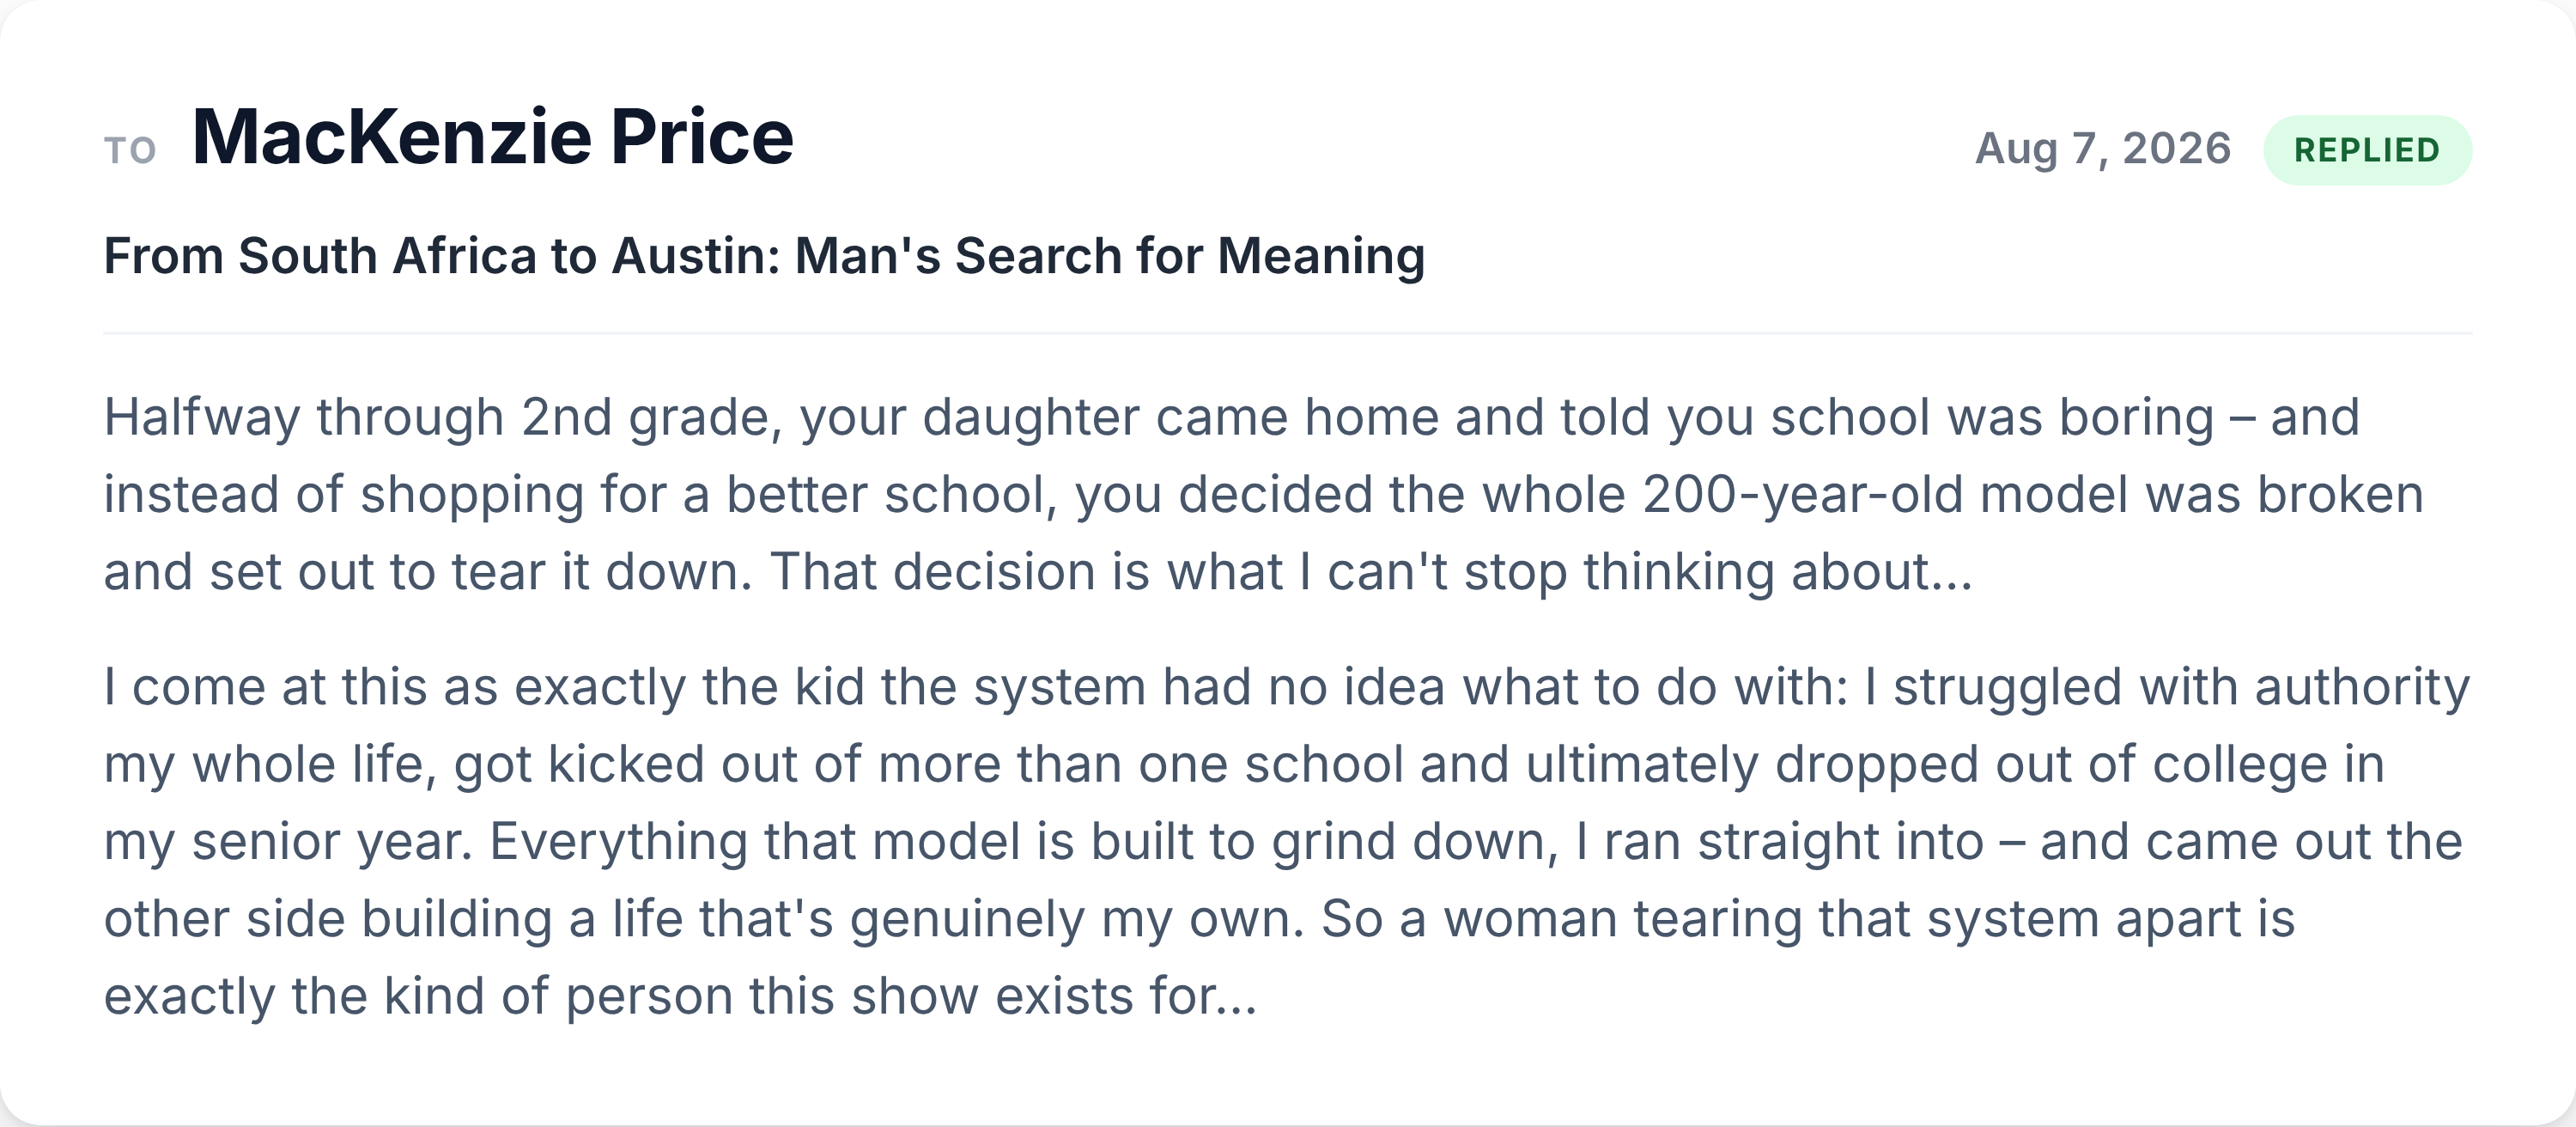 TO MacKenzie Price Aug 7, 2026 REPLIED
From South Africa to Austin: Man's Search for Meaning
Halfway through 2nd grade, your daughter came home and told you school was boring – and
instead of shopping for a better school, you decided the whole 200-year-old model was broken
and set out to tear it down. That decision is what I can't stop thinking about...
I come at this as exactly the kid the system had no idea what to do with: I struggled with authority
my whole life, got kicked out of more than one school and ultimately dropped out of college in
my senior year. Everything that model is built to grind down, I ran straight into – and came out the
other side building a life that's genuinely my own. So a woman tearing that system apart is
exactly the kind of person this show exists for...